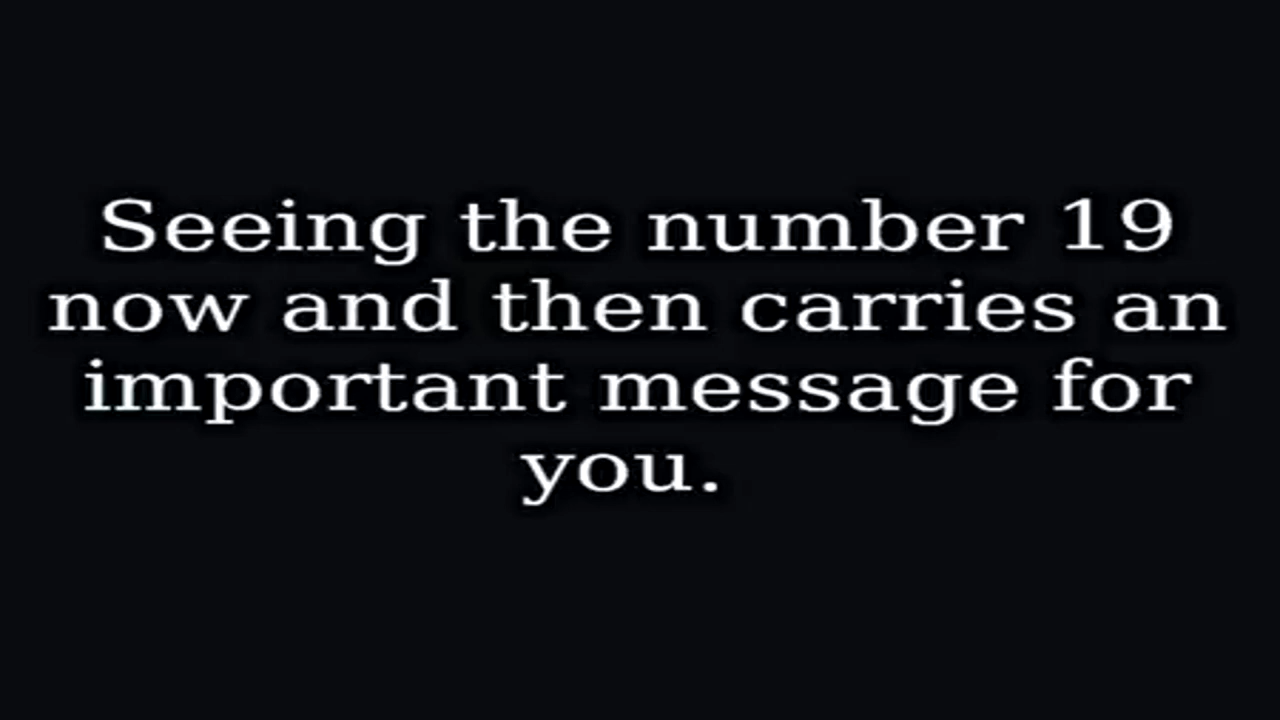 Seeing the number 19
now and then carries an
important message for
you.